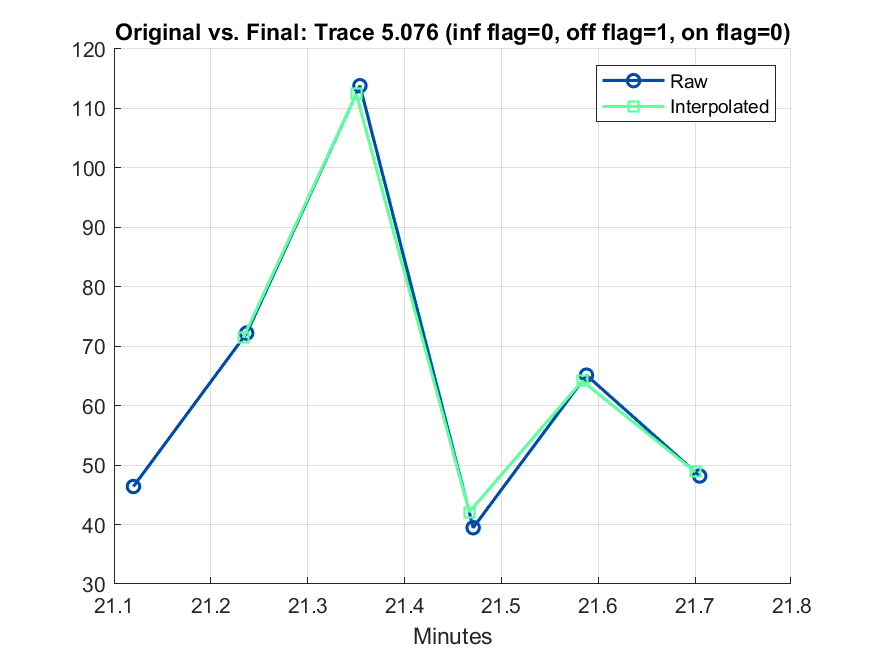 Original vs. Final: Trace 5.076 (inf flag=0, off flag=1, on flag=0)
120
110
100
90
80
70
60
50
40
30
Raw
Interpolated
21.1 21.2 21.3 21.4 21.5 21.6 21.7 21.8
Minutes